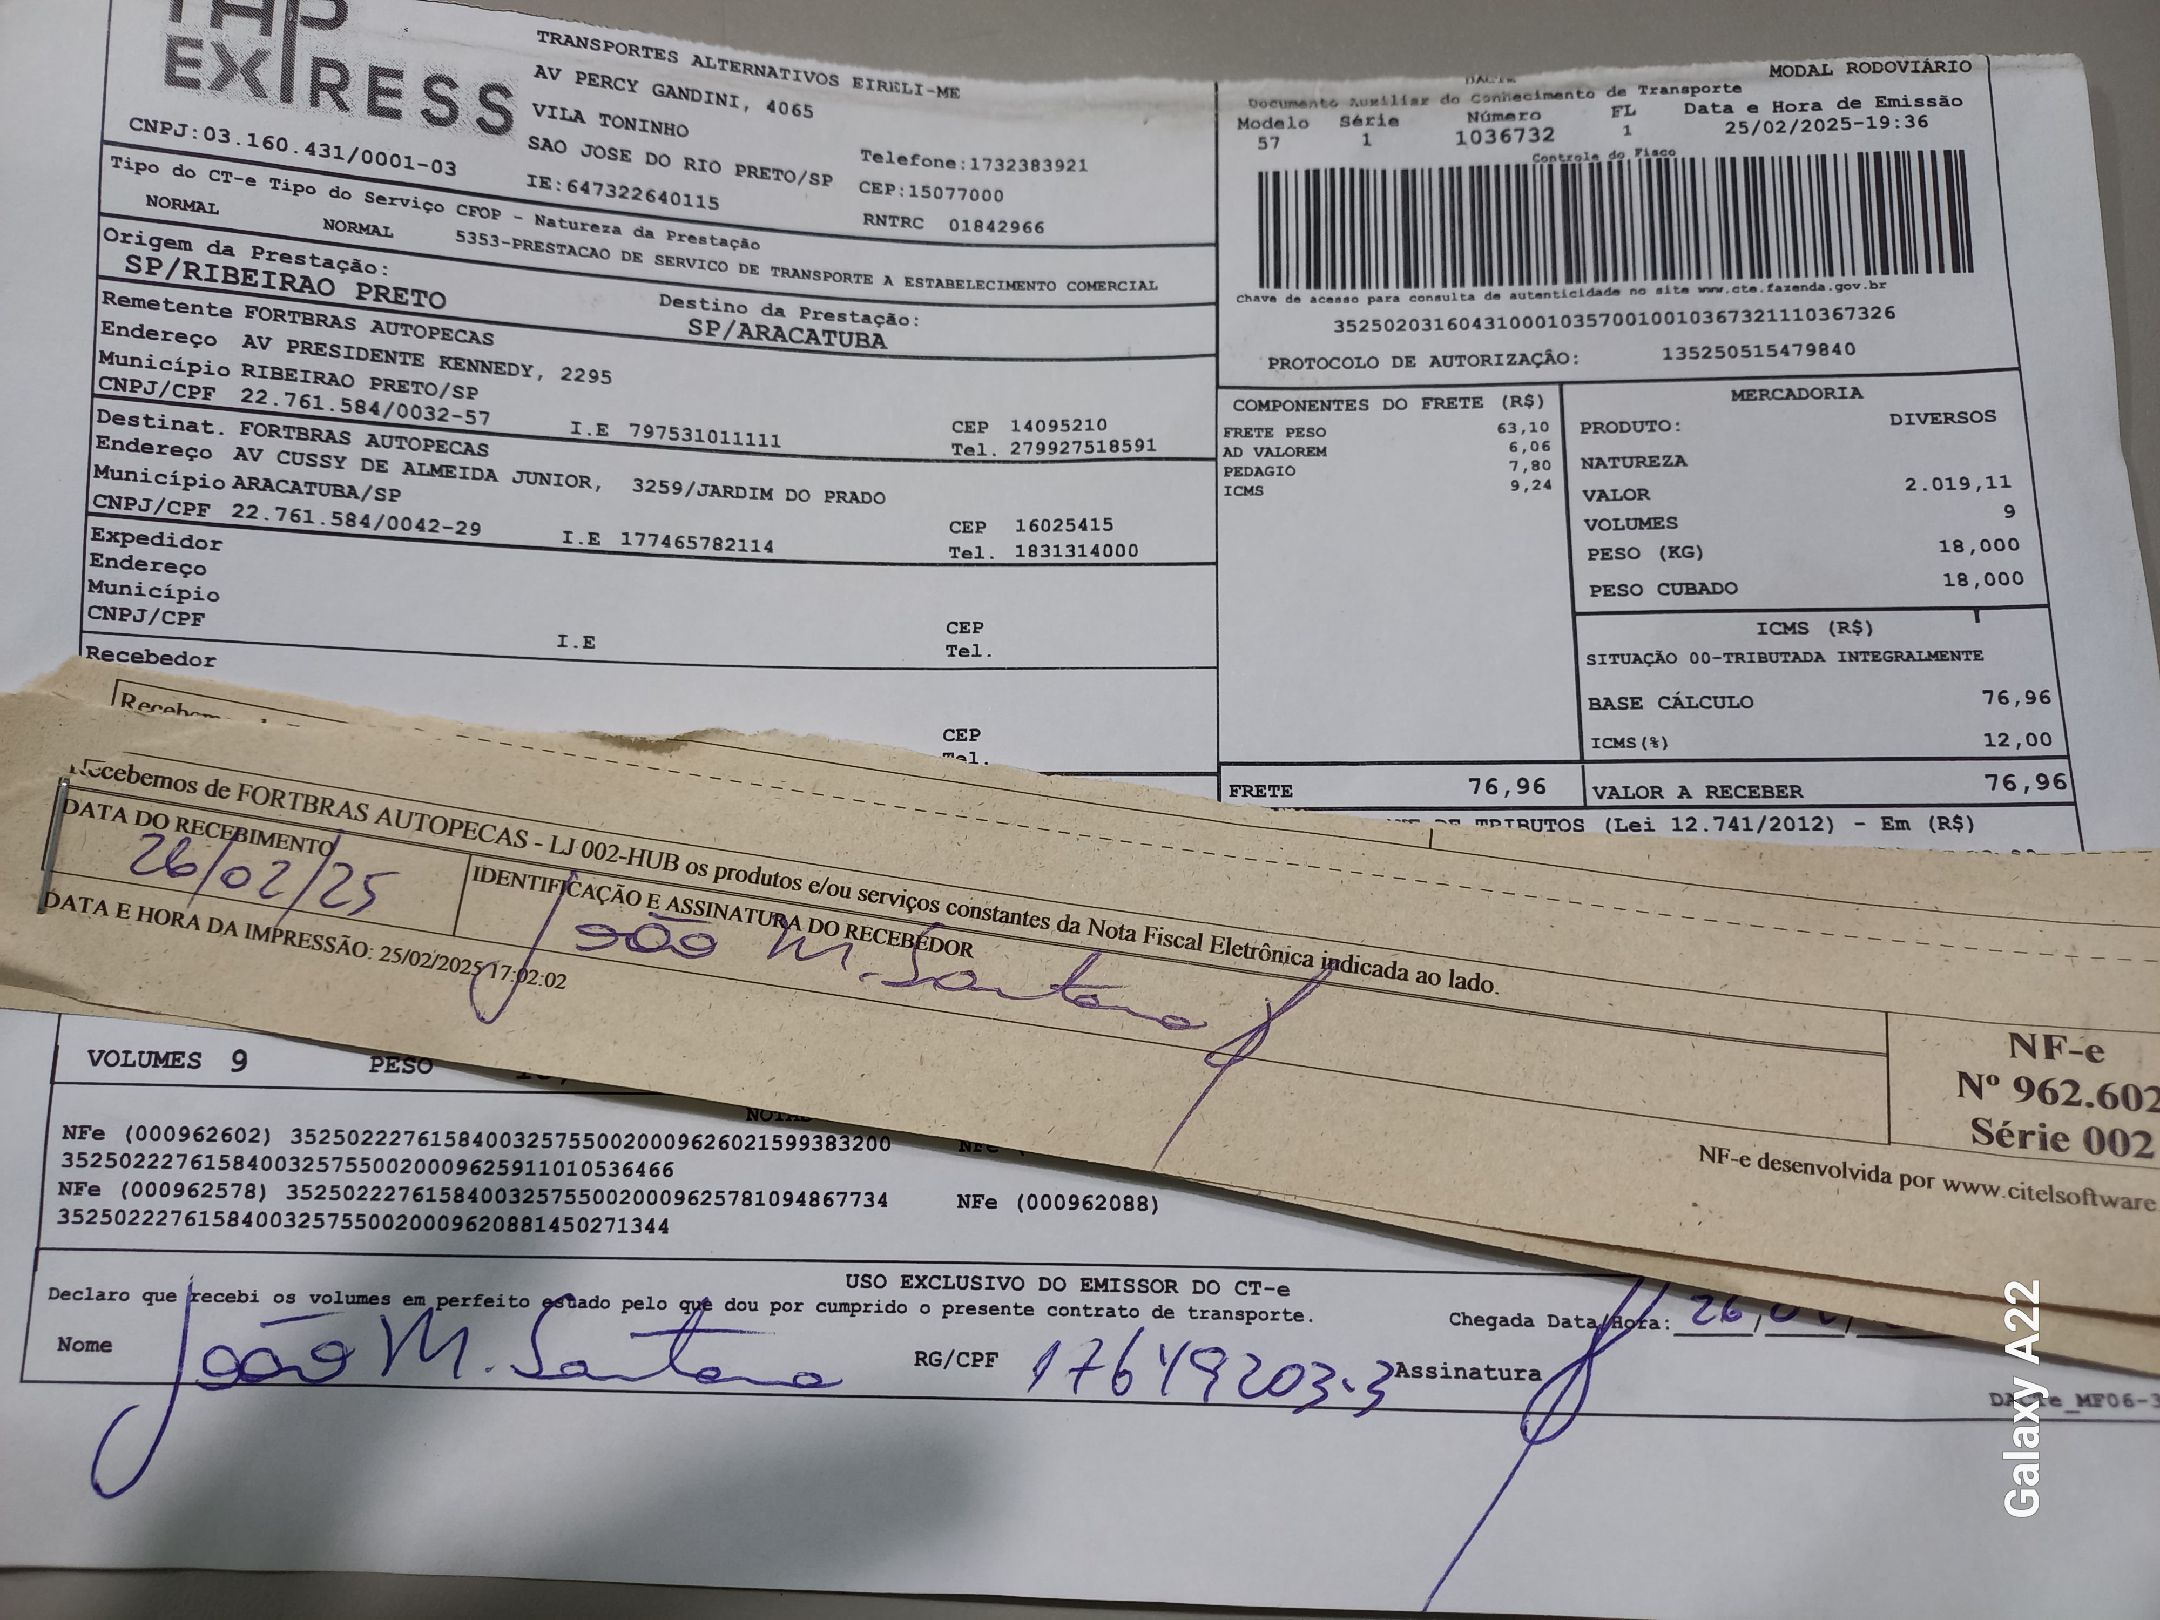 EXPRESS
TRANSPORTES ALTERNATIVOS EIRELI-ME
AV PERCY GANDINI, 4065
VILA TONINHO
SAO JOSE DO RIO PRETO/SP
Telefone:1732383921
CEP:15077000
CNPJ:03.160.431/0001-03
IE:647322640115
RNTRC 01842966
Tipo do CT-e Tipo do Serviço CFOP - Natureza da Prestação
NORMAL NORMAL 5353-PRESTACAO DE SERVICO DE TRANSPORTE A ESTABELECIMENTO COMERCIAL
Origem da Prestação:
SP/RIBEIRAO PRETO
Destino da Prestação:
SP/ARACATUBA
Remetente FORTBRAS AUTOPECAS
Endereço AV PRESIDENTE KENNEDY, 2295
Município RIBEIRAO PRETO/SP
CEP 14095210
CNPJ/CPF 22.761.584/0032-57 I.E 797531011111
Tel. 279927518591
Destinat. FORTBRAS AUTOPECAS
Endereço AV CUSSY DE ALMEIDA JUNIOR, 3259/JARDIM DO PRADO
Município ARACATUBA/SP
CEP 16025415
CNPJ/CPF 22.761.584/0042-29 I.E 177465782114
Tel. 1831314000
Expedidor
Endereço
Município
CEP
CNPJ/CPF I.E
Tel.
Recebedor
CEP
Tel.
MODAL RODOVIÁRIO
DACTE
Documento Auxiliar do Conhecimento de Transporte
Modelo Série Número FL Data e Hora de Emissão
57 1 1036732 1 25/02/2025-19:36
Controle do Fisco
Chave de acesso para consulta de autenticidade no site www.cte.fazenda.gov.br
35250203160431000103570010010367321110367326
PROTOCOLO DE AUTORIZAÇÃO: 135250515479840
COMPONENTES DO FRETE (R$)
FRETE PESO 63,10
AD VALOREM 6,06
PEDAGIO 7,80
ICMS 9,24
MERCADORIA
PRODUTO: DIVERSOS
NATUREZA
VALOR 2.019,11
VOLUMES 9
PESO (KG) 18,000
PESO CUBADO 18,000
ICMS (R$)
SITUAÇÃO 00-TRIBUTADA INTEGRALMENTE
BASE CÁLCULO 76,96
ICMS(%) 12,00
FRETE 76,96
VALOR A RECEBER 76,96
DE TRIBUTOS (Lei 12.741/2012) - Em (R$)
Recebemos de FORTBRAS AUTOPECAS - LJ 002-HUB os produtos e/ou serviços constantes da Nota Fiscal Eletrônica indicada ao lado.
DATA DO RECEBIMENTO
26/02/25
IDENTIFICAÇÃO E ASSINATURA DO RECEBEDOR
João M. Santana
DATA E HORA DA IMPRESSÃO: 25/02/2025 17:02:02
NF-e
Nº 962.602
Série 002
NF-e desenvolvida por www.citelsoftware
VOLUMES 9 PESO
NFe (000962602) 35250222761584003257550020009626021599383200
35250222761584003257550020009625911010536466
NFe (000962578) 35250222761584003257550020009625781094867734 NFe (000962088)
35250222761584003257550020009620881450271344
USO EXCLUSIVO DO EMISSOR DO CT-e
Declaro que recebi os volumes em perfeito estado pelo que dou por cumprido o presente contrato de transporte.
Chegada Data/Hora: 26/
Nome João M. Santana RG/CPF 17649203-3 Assinatura
DACTe_MF06-3
Galaxy A22